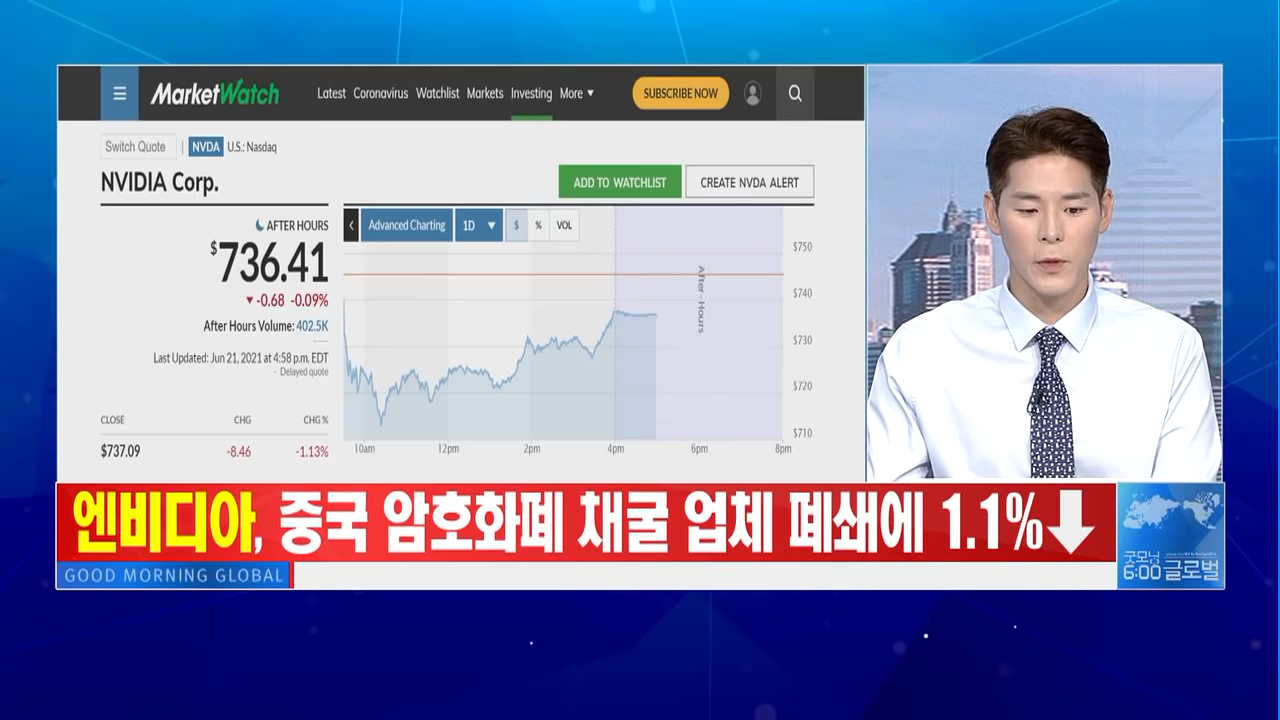 MarketWatch
Latest Coronavirus Watchlist Markets Investing More
SUBSCRIBE NOW
Switch Quote | NVDA U.S.: Nasdaq
NVIDIA Corp.
ADD TO WATCHLIST
CREATE NVDA ALERT
AFTER HOURS
$736.41
-0.68 -0.09%
After Hours Volume: 402.5K
Last Updated: Jun 21, 2021 at 4:58 p.m. EDT
- Delayed quote
CLOSE CHG CHG %
$737.09 -8.46 -1.13%
Advanced Charting 1D $ % VOL
After-Hours
$750
$740
$730
$720
$710
10am 12pm 2pm 4pm 6pm 8pm
엔비디아, 중국 암호화폐 채굴 업체 폐쇄에 1.1%↓
GOOD MORNING GLOBAL
굿모닝
6:00 글로벌